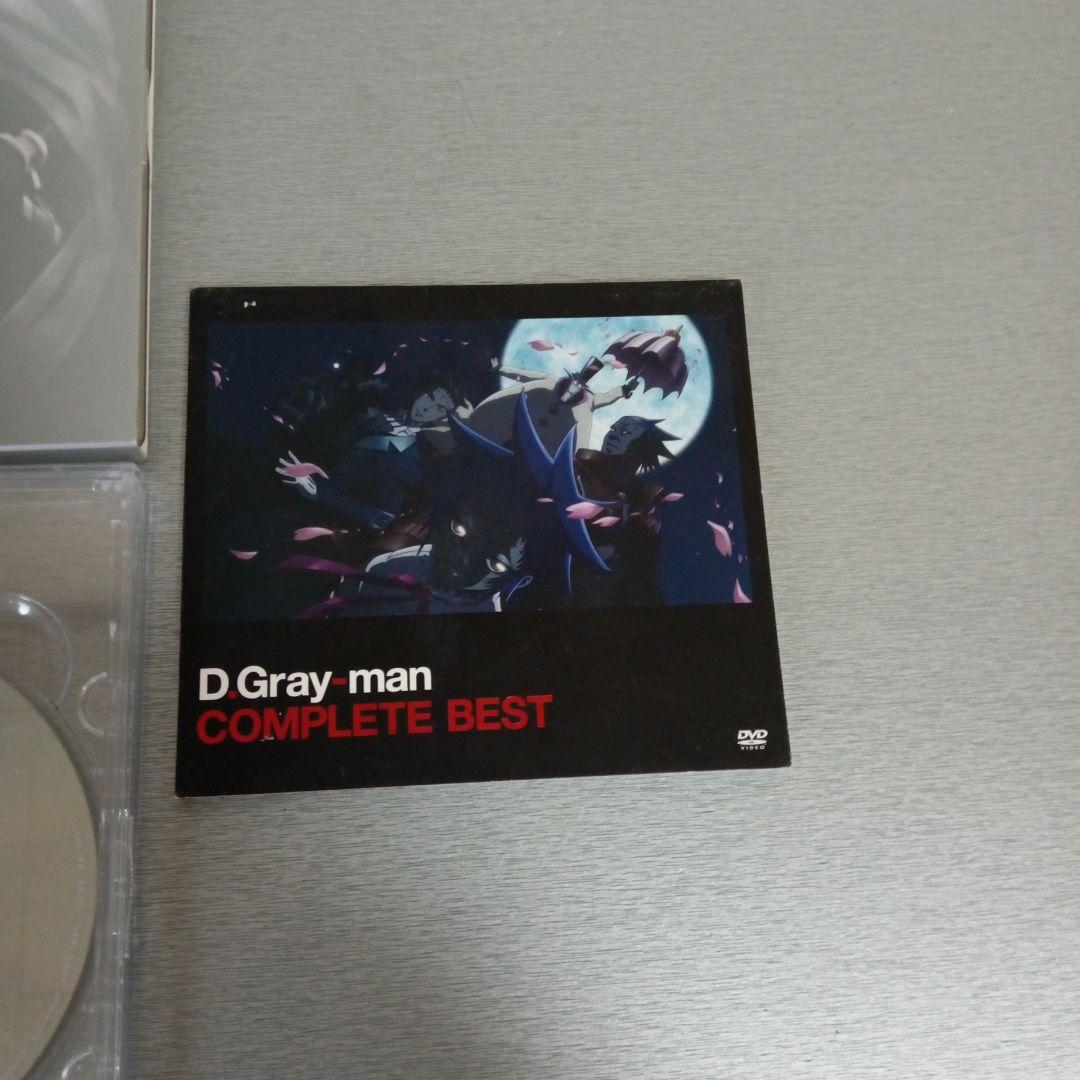 D.Gray-man
COMPLETE BEST
DVD
VIDEO